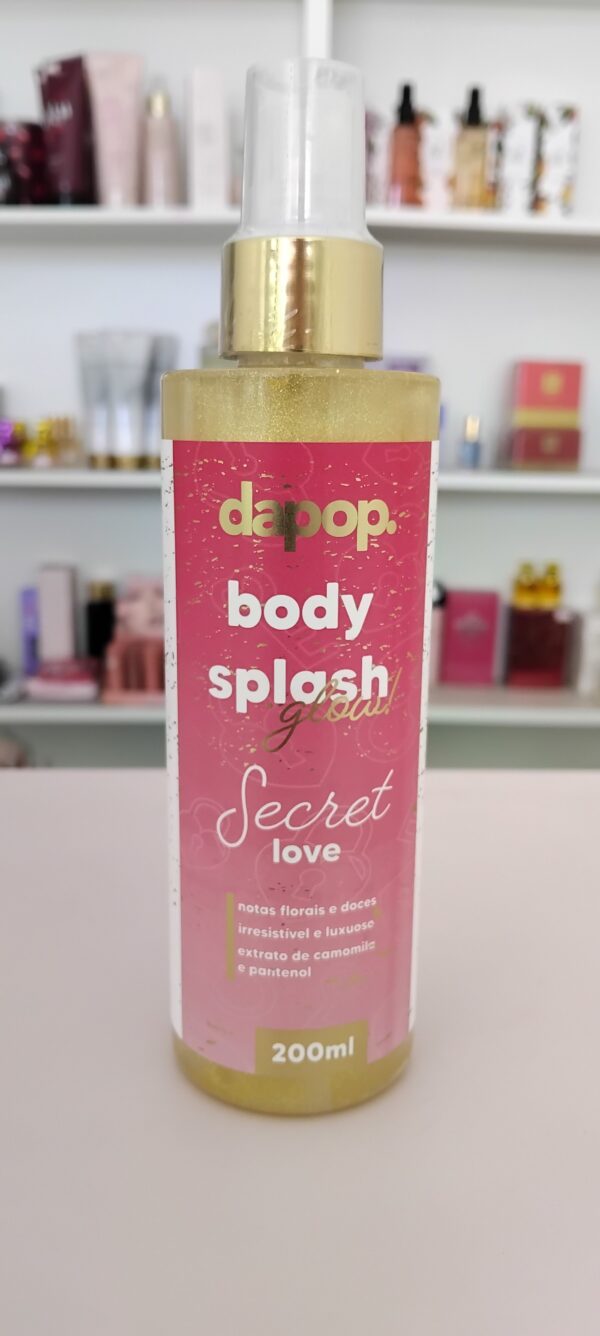 dapop.
body
splash
glow!
Secret
love
notas florais e doces
irresistível e luxuoso
extrato de camomila
e pantenol
200ml